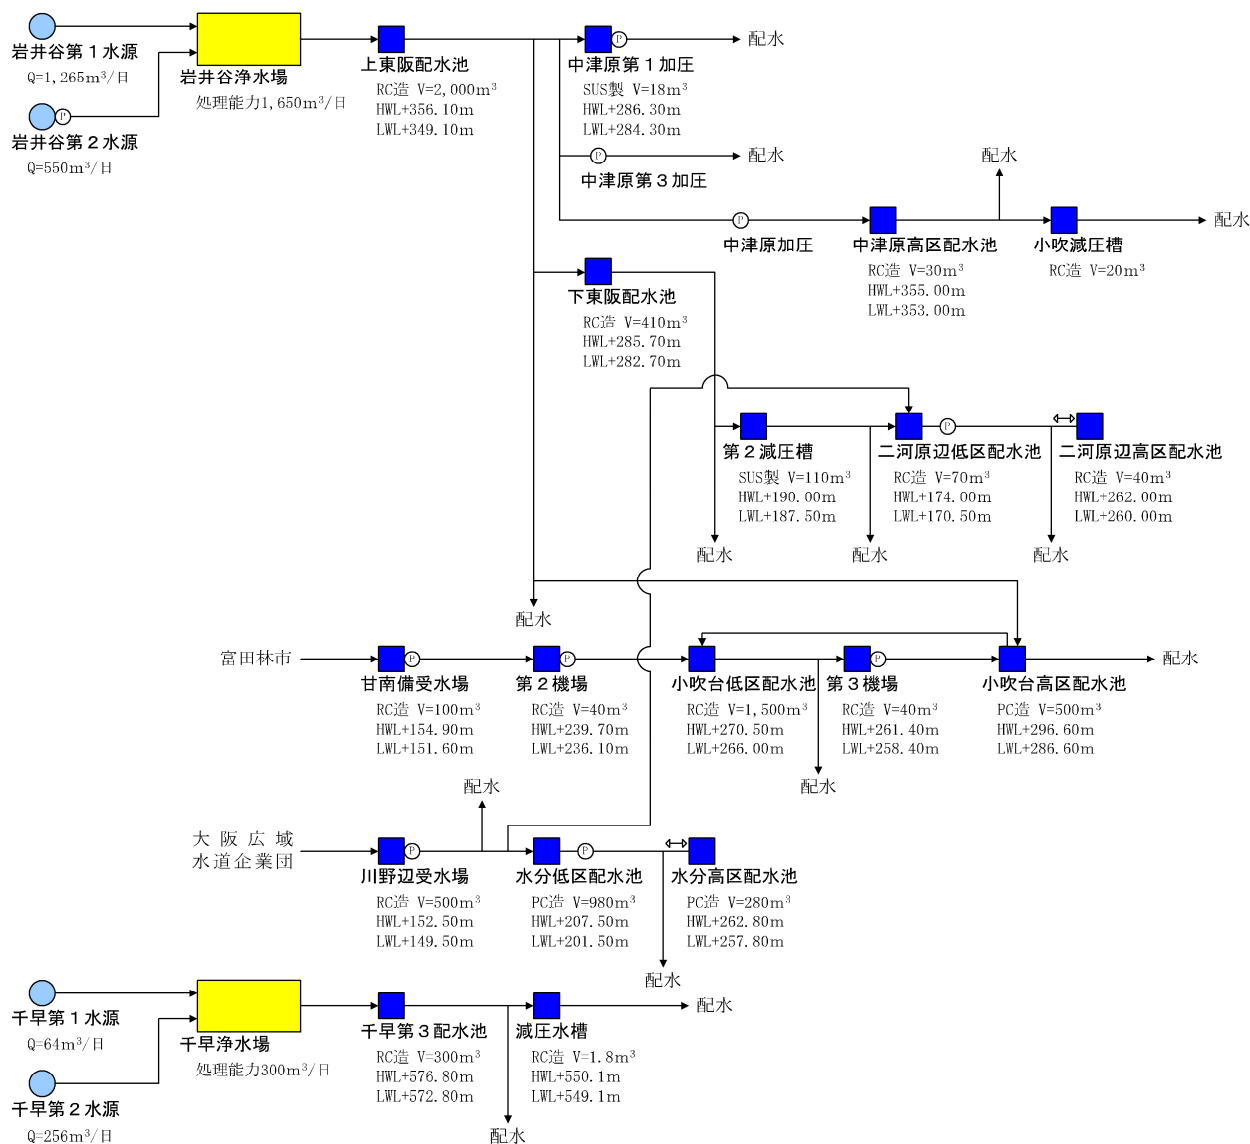 岩井谷第１水源
Q=1,265m³/日
岩井谷第２水源
Q=550m³/日
P
岩井谷浄水場
処理能力1,650m³/日
上東阪配水池
RC造 V=2,000m³
HWL+356.10m
LWL+349.10m
P
配水
中津原第１加圧
SUS製 V=18m³
HWL+286.30m
LWL+284.30m
P
配水
中津原第３加圧
P
中津原加圧
中津原高区配水池
RC造 V=30m³
HWL+355.00m
LWL+353.00m
配水
小吹減圧槽
RC造 V=20m³
配水
下東阪配水池
RC造 V=410m³
HWL+285.70m
LWL+282.70m
第２減圧槽
SUS製 V=110m³
HWL+190.00m
LWL+187.50m
P
二河原辺低区配水池
RC造 V=70m³
HWL+174.00m
LWL+170.50m
二河原辺高区配水池
RC造 V=40m³
HWL+262.00m
LWL+260.00m
配水
配水
配水
配水
富田林市
P
甘南備受水場
RC造 V=100m³
HWL+154.90m
LWL+151.60m
P
第２機場
RC造 V=40m³
HWL+239.70m
LWL+236.10m
小吹台低区配水池
RC造 V=1,500m³
HWL+270.50m
LWL+266.00m
P
第３機場
RC造 V=40m³
HWL+261.40m
LWL+258.40m
小吹台高区配水池
PC造 V=500m³
HWL+296.60m
LWL+286.60m
配水
配水
配水
大阪広域
水道企業団
P
川野辺受水場
RC造 V=500m³
HWL+152.50m
LWL+149.50m
P
水分低区配水池
PC造 V=980m³
HWL+207.50m
LWL+201.50m
水分高区配水池
PC造 V=280m³
HWL+262.80m
LWL+257.80m
配水
千早第１水源
Q=64m³/日
千早第２水源
Q=256m³/日
千早浄水場
処理能力300m³/日
千早第３配水池
RC造 V=300m³
HWL+576.80m
LWL+572.80m
減圧水槽
RC造 V=1.8m³
HWL+550.1m
LWL+549.1m
配水
配水